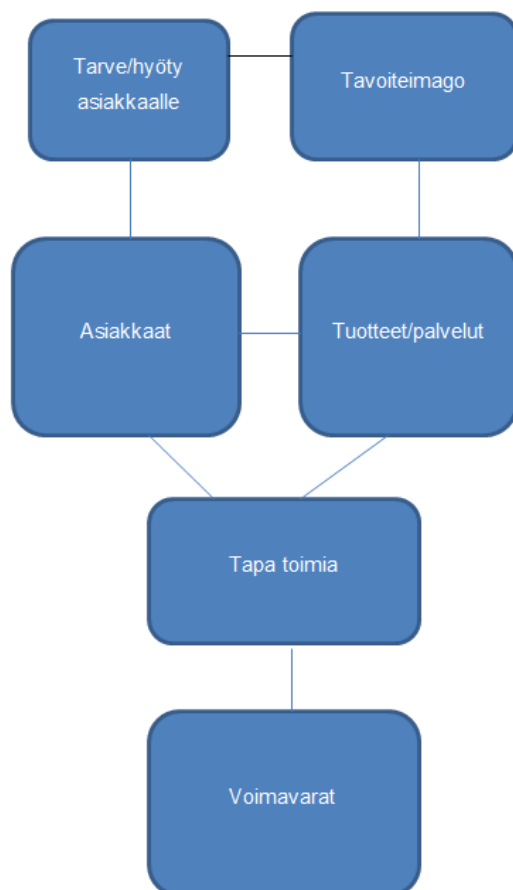 Tarve/hyöty
asiakkaalle
Tavoiteimago
Asiakkaat
Tuotteet/palvelut
Tapa toimia
Voimavarat